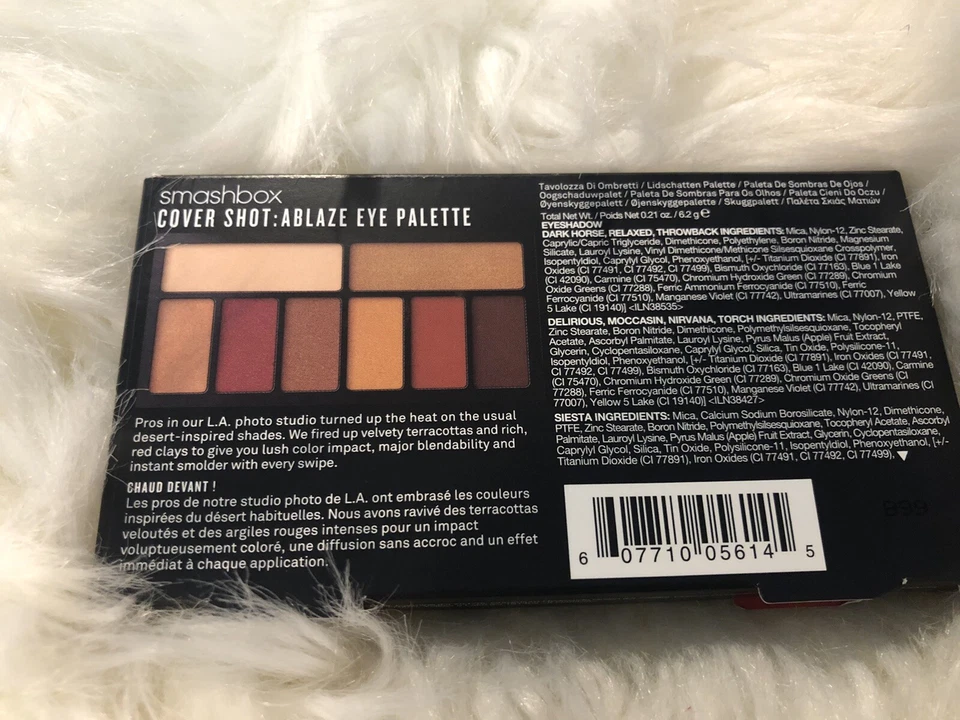 smashbox
COVER SHOT:ABLAZE EYE PALETTE
Pros in our L.A. photo studio turned up the heat on the usual
desert-inspired shades. We fired up velvety terracottas and rich,
red clays to give you lush color impact, major blendability and
instant smolder with every swipe.
CHAUD DEVANT !
Les pros de notre studio photo de L.A. ont embrasé les couleurs
inspirées du désert habituelles. Nous avons ravivé des terracottas
veloutés et des argiles rouges intenses pour un impact
voluptueusement coloré, une diffusion sans accroc and un effet
immédiat à chaque application.
Tavolozza Di Ombretti / Lidschatten Palette / Paleta De Sombras De Ojos /
Oogschaduwpalet / Paleta De Sombras Para Os Olhos / Paleta Cieni Do Oczu /
Øyenskyggepalett / Øjenskyggepalette / Skuggpalett / Παλέτα Σκιάς Ματιών
Total Net Wt. / Poids Net 0.21 oz. / 6.2 g ℮
EYESHADOW
DARK HORSE, RELAXED, THROWBACK INGREDIENTS: Mica, Nylon-12, Zinc Stearate,
Caprylic/Capric Triglyceride, Dimethicone, Polyethylene, Boron Nitride, Magnesium
Silicate, Lauroyl Lysine, Vinyl Dimethicone/Methicone Silsesquioxane Crosspolymer,
Isopentyldiol, Caprylyl Glycol, Phenoxyethanol, [+/- Titanium Dioxide (CI 77891), Iron
Oxides (CI 77491, CI 77492, CI 77499), Bismuth Oxychloride (CI 77163), Blue 1 Lake
(CI 42090), Carmine (CI 75470), Chromium Hydroxide Green (CI 77289), Chromium
Oxide Greens (CI 77288), Ferric Ammonium Ferrocyanide (CI 77510), Ferric
Ferrocyanide (CI 77510), Manganese Violet (CI 77742), Ultramarines (CI 77007), Yellow
5 Lake (CI 19140)] <ILN38535>
DELIRIOUS, MOCCASIN, NIRVANA, TORCH INGREDIENTS: Mica, Nylon-12, PTFE,
Zinc Stearate, Boron Nitride, Dimethicone, Polymethylsilsesquioxane, Tocopheryl
Acetate, Ascorbyl Palmitate, Lauroyl Lysine, Pyrus Malus (Apple) Fruit Extract,
Glycerin, Cyclopentasiloxane, Caprylyl Glycol, Silica, Tin Oxide, Polysilicone-11,
Isopentyldiol, Phenoxyethanol, [+/- Titanium Dioxide (CI 77891), Iron Oxides (CI 77491,
CI 77492, CI 77499), Bismuth Oxychloride (CI 77163), Blue 1 Lake (CI 42090), Carmine
(CI 75470), Chromium Hydroxide Green (CI 77289), Chromium Oxide Greens (CI
77288), Ferric Ferrocyanide (CI 77510), Manganese Violet (CI 77742), Ultramarines (CI
77007), Yellow 5 Lake (CI 19140)] <ILN38427>
SIESTA INGREDIENTS: Mica, Calcium Sodium Borosilicate, Nylon-12, Dimethicone,
PTFE, Zinc Stearate, Boron Nitride, Polymethylsilsesquioxane, Tocopheryl Acetate, Ascorbyl
Palmitate, Lauroyl Lysine, Pyrus Malus (Apple) Fruit Extract, Glycerin, Cyclopentasiloxane,
Caprylyl Glycol, Silica, Tin Oxide, Polysilicone-11, Isopentyldiol, Phenoxyethanol, [+/-
Titanium Dioxide (CI 77891), Iron Oxides (CI 77491, CI 77492, CI 77499), ▼
6 07710 05614 5